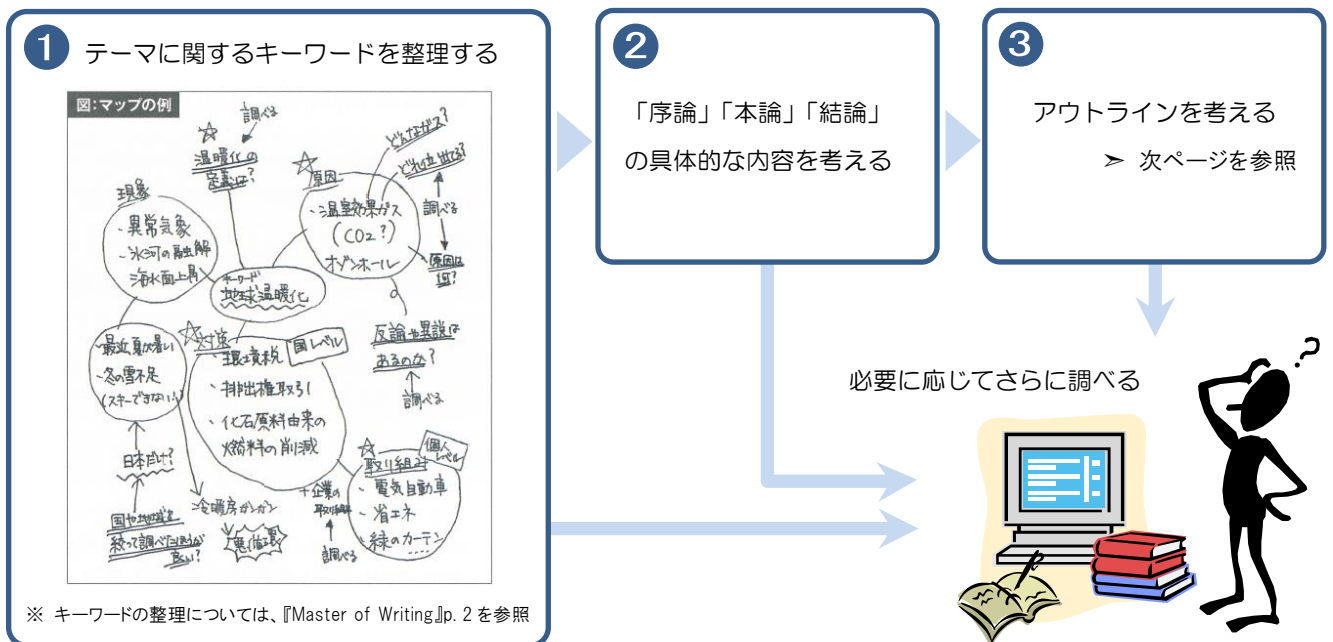 1 テーマに関するキーワードを整理する
図:マップの例
調べる
☆
温暖化の
定義は?
どんなガス?
どれ位出てる?
☆
原因
・温室効果ガス
(CO2?)
オゾンホール
調べる
原因は
何?
現象
・異常気象
・氷河の融解
海水面上昇
キーワード
地球温暖化
・最近夏が暑い
・冬の雪不足
(スキーできない!)
☆対策
国レベル
・環境税
・排出権取引
・化石原料由来の
燃料の削減
反論や異説は
あるのか?
調べる
☆
取り組み
個人
レベル
・電気自動車
・省エネ
・緑のカーテン
+企業の
取り組み
調べる
日本だけ?
国や地域を
絞って調べたほうが
良い?
冷暖房ガンガン
悪循環
※ キーワードの整理については、『Master of Writing』p. 2 を参照
2
「序論」「本論」「結論」
の具体的な内容を考える
3
アウトラインを考える
➢ 次ページを参照
必要に応じてさらに調べる
?